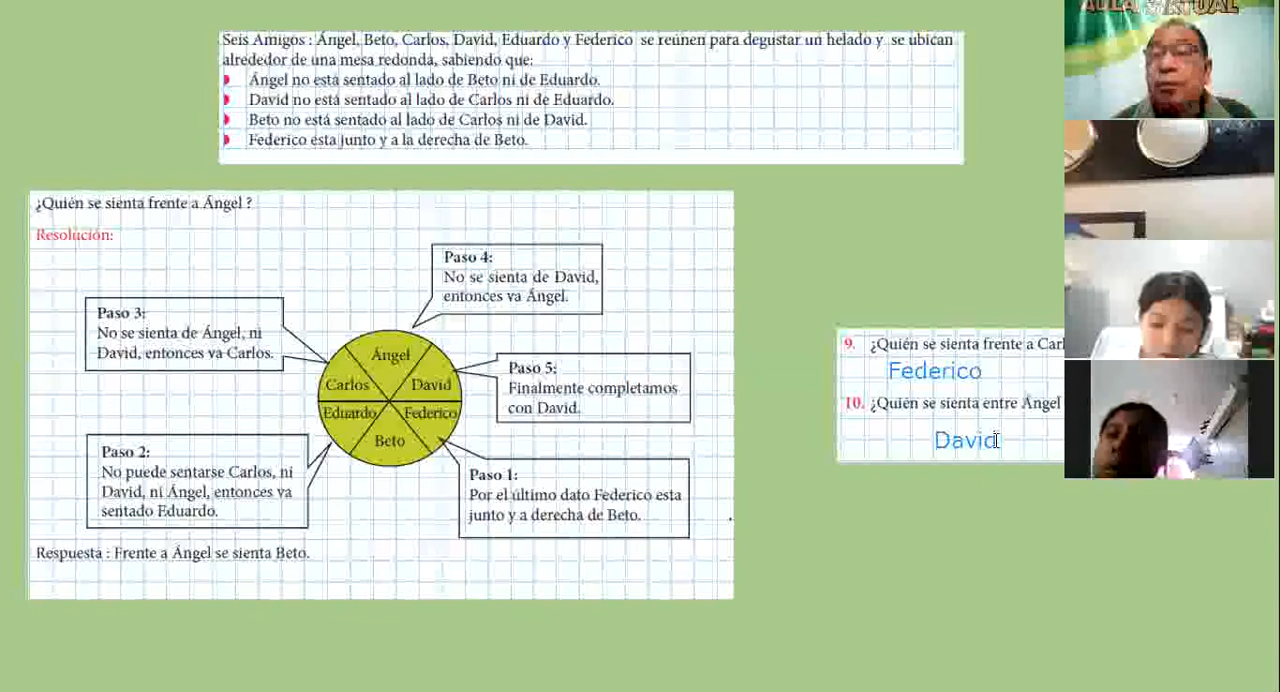 AULA VIRTUAL
Seis Amigos : Ángel, Beto, Carlos, David, Eduardo y Federico se reúnen para degustar un helado y se ubican
alrededor de una mesa redonda, sabiendo que:
Ángel no está sentado al lado de Beto ni de Eduardo.
David no está sentado al lado de Carlos ni de Eduardo.
Beto no está sentado al lado de Carlos ni de David.
Federico esta junto y a la derecha de Beto.
¿Quién se sienta frente a Ángel ?
Resolución:
Paso 4:
No se sienta de David,
entonces va Ángel.
Paso 3:
No se sienta de Ángel, ni
David, entonces va Carlos.
Ángel
Carlos
David
Eduardo
Federico
Beto
Paso 5:
Finalmente completamos
con David.
Paso 2:
No puede sentarse Carlos, ni
David, ni Ángel, entonces va
sentado Eduardo.
Paso 1:
Por el último dato Federico esta
junto y a derecha de Beto.
Respuesta : Frente a Ángel se sienta Beto.
9. ¿Quién se sienta frente a Carl
Federico
10. ¿Quién se sienta entre Ángel
David